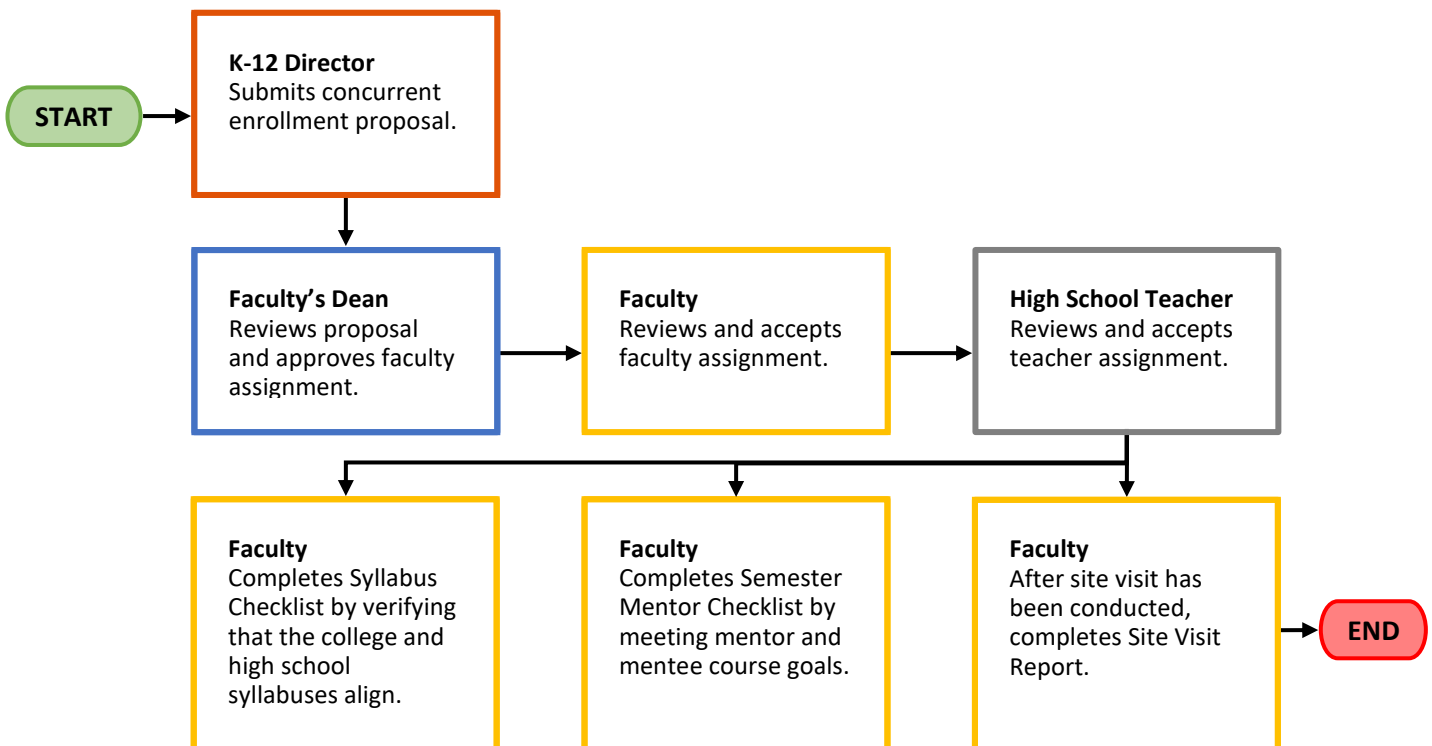 START
K-12 Director
Submits concurrent
enrollment proposal.
Faculty’s Dean
Reviews proposal
and approves faculty
assignment.
Faculty
Reviews and accepts
faculty assignment.
High School Teacher
Reviews and accepts
teacher assignment.
Faculty
Completes Syllabus
Checklist by verifying
that the college and
high school
syllabuses align.
Faculty
Completes Semester
Mentor Checklist by
meeting mentor and
mentee course goals.
Faculty
After site visit has
been conducted,
completes Site Visit
Report.
END